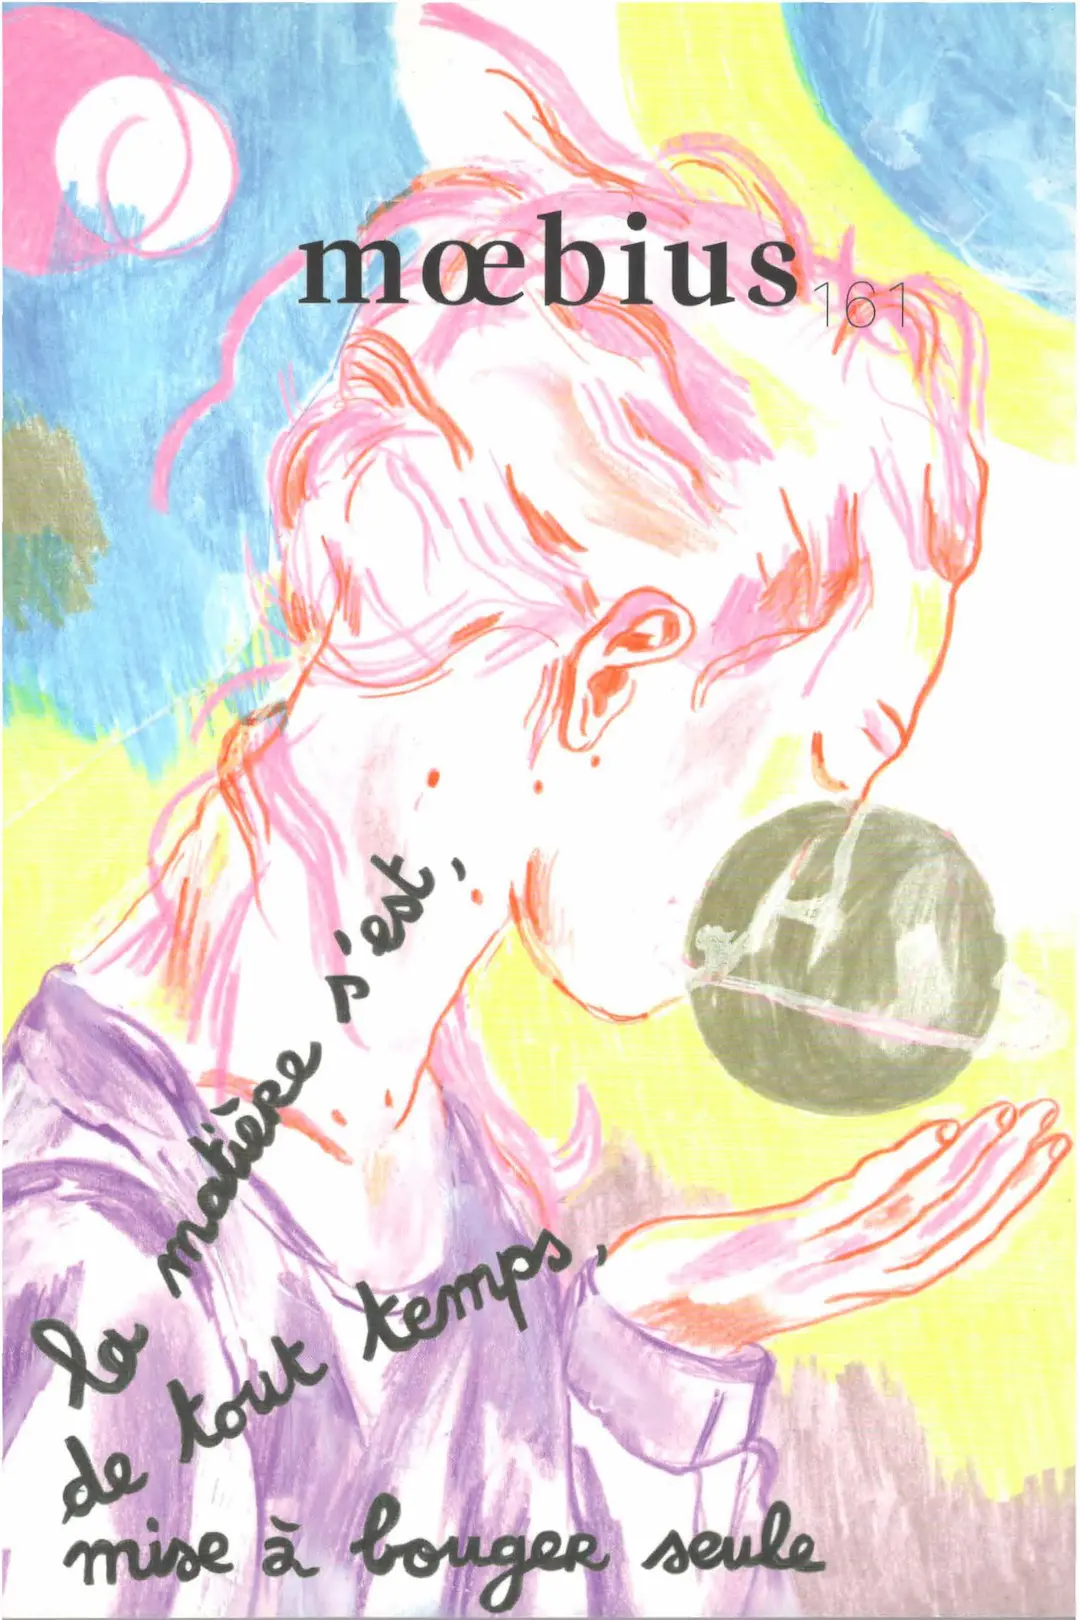 mœbius
161
la matière s'est,
de tout temps,
mise à bouger seule